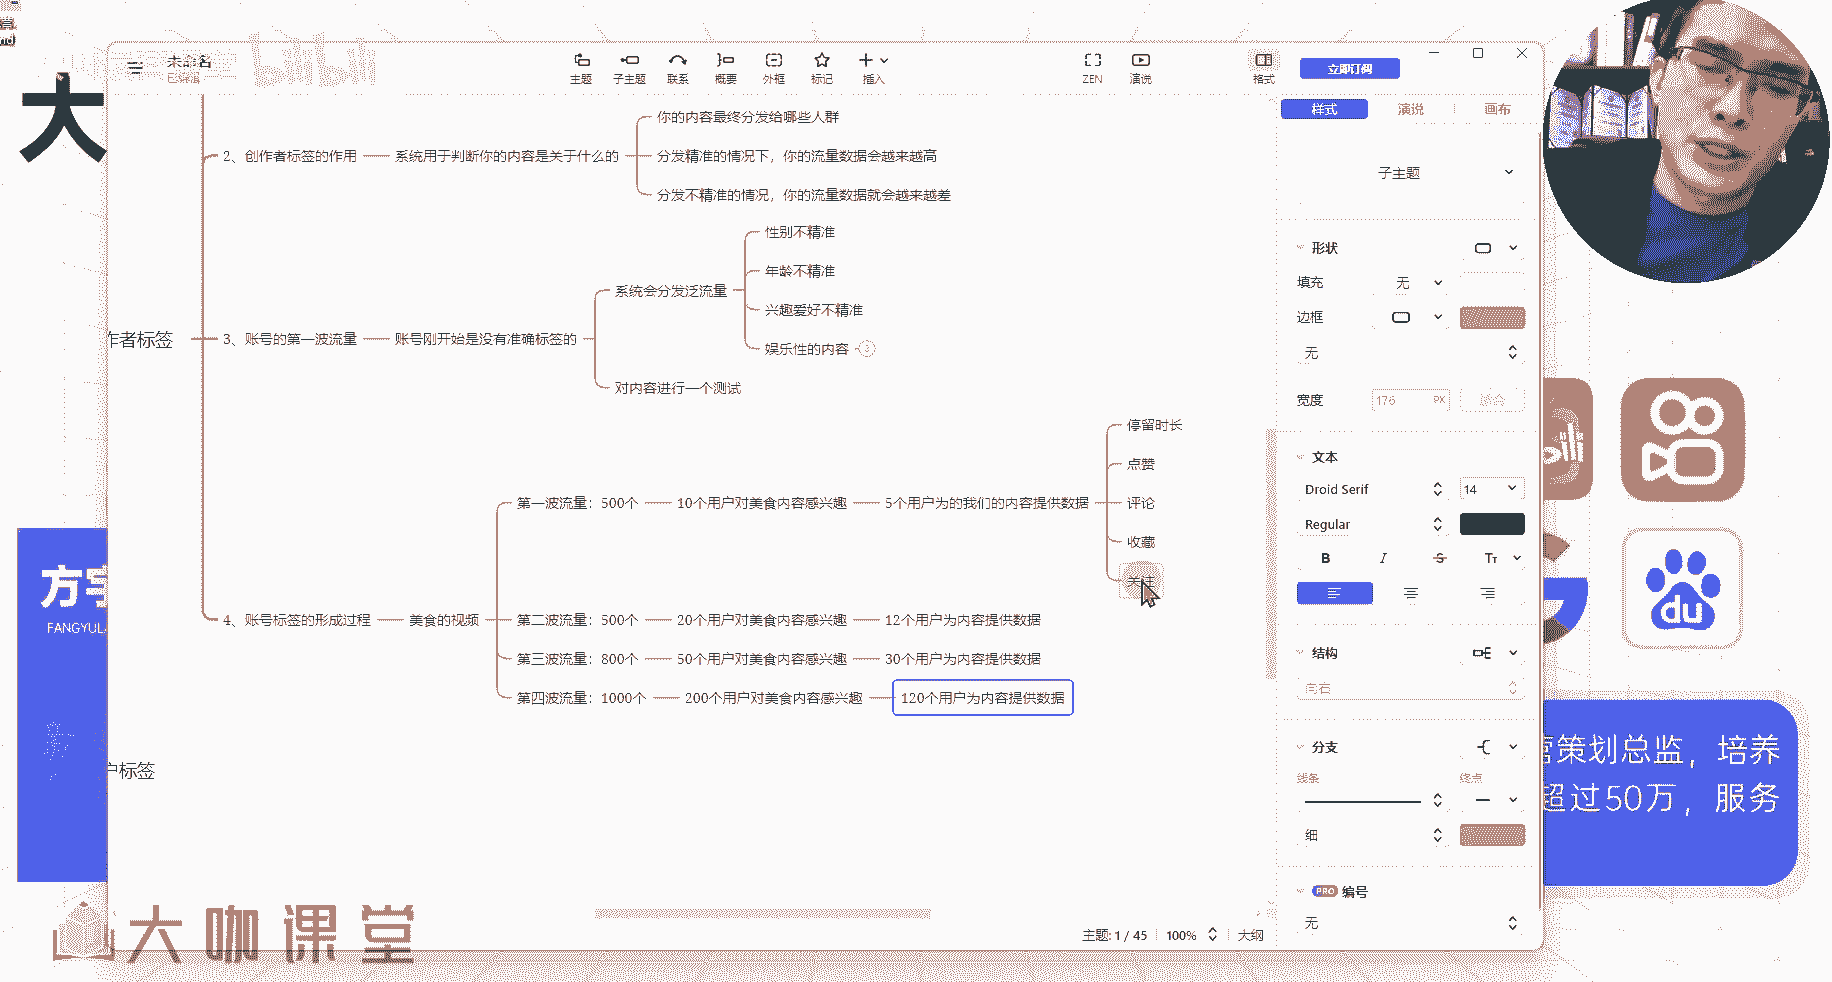 未命名
已编辑
bilibili
主题
子主题
联系
概要
外框
标记
插入
ZEN
演说
格式
立即订阅
大
你的内容最终分发给哪些人群
2、创作者标签的作用
系统用于判断你的内容是关于什么的
分发精准的情况下，你的流量数据会越来越高
分发不精准的情况，你的流量数据就会越来越差
性别不精准
年龄不精准
系统会分发泛流量
兴趣爱好不精准
作者标签
3、账号的第一波流量
账号刚开始是没有准确标签的
娱乐性的内容
3
对内容进行一个测试
停留时长
点赞
第一波流量：500个
10个用户对美食内容感兴趣
5个用户为的我们的内容提供数据
评论
收藏
关注
4、账号标签的形成过程
美食的视频
第二波流量：500个
20个用户对美食内容感兴趣
12个用户为内容提供数据
第三波流量：800个
50个用户对美食内容感兴趣
30个用户为内容提供数据
第四波流量：1000个
200个用户对美食内容感兴趣
120个用户为内容提供数据
户标签
样式
演说
画布
子主题
形状
填充
无
边框
无
宽度
176
PX
适合
文本
Droid Serif
14
Regular
B
I
S
TT
结构
向右
分支
线条
终点
细
PRO
编号
无
主题: 1 / 45
100%
大纲
方宇
FANGYU
du
营策划总监，培养
超过50万，服务
大咖课堂